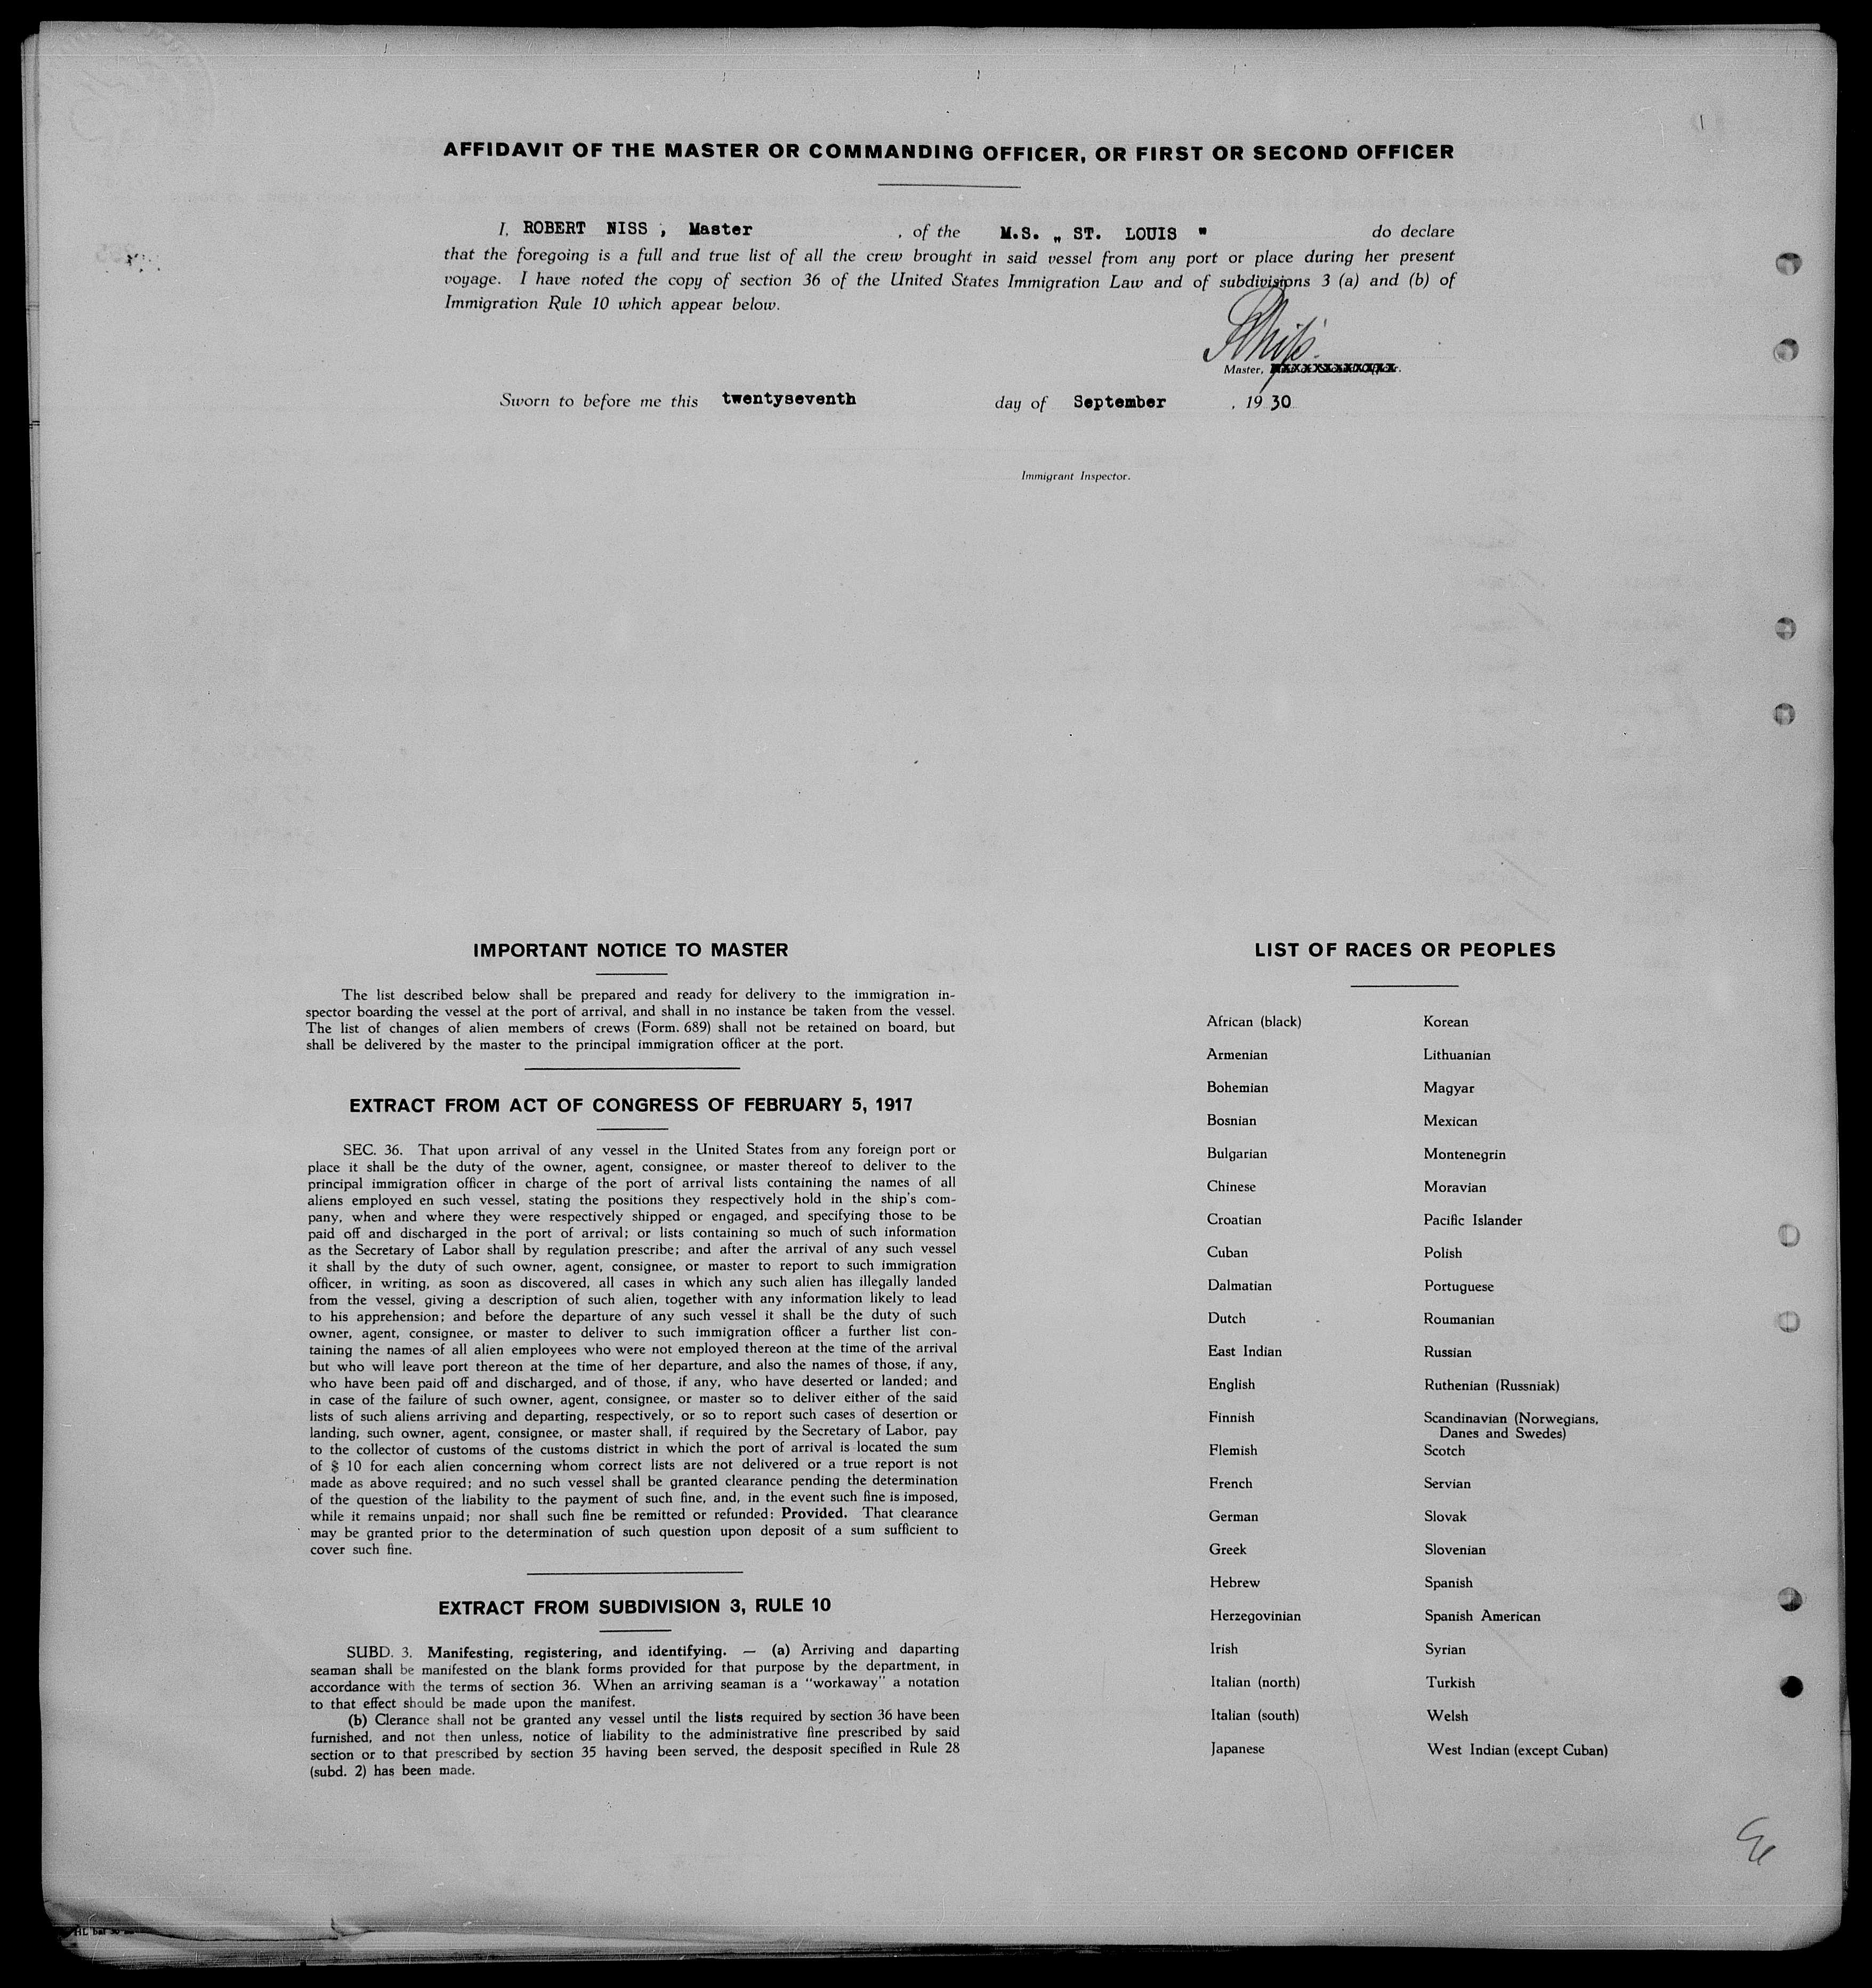 AFFIDAVIT OF THE MASTER OR COMMANDING OFFICER, OR FIRST OR SECOND OFFICER
I, ROBERT NISS , Master , of the M.S. „ ST. LOUIS " do declare
that the foregoing is a full and true list of all the crew brought in said vessel from any port or place during her present
voyage. I have noted the copy of section 36 of the United States Immigration Law and of subdivisions 3 (a) and (b) of
Immigration Rule 10 which appear below.
Master,
Sworn to before me this twentyseventh day of September , 19 30
Immigrant Inspector.
IMPORTANT NOTICE TO MASTER
The list described below shall be prepared and ready for delivery to the immigration in-
spector boarding the vessel at the port of arrival, and shall in no instance be taken from the vessel.
The list of changes of alien members of crews (Form. 689) shall not be retained on board, but
shall be delivered by the master to the principal immigration officer at the port.
EXTRACT FROM ACT OF CONGRESS OF FEBRUARY 5, 1917
SEC. 36. That upon arrival of any vessel in the United States from any foreign port or
place it shall be the duty of the owner, agent, consignee, or master thereof to deliver to the
principal immigration officer in charge of the port of arrival lists containing the names of all
aliens employed en such vessel, stating the positions they respectively hold in the ship's com-
pany, when and where they were respectively shipped or engaged, and specifying those to be
paid off and discharged in the port of arrival; or lists containing so much of such information
as the Secretary of Labor shall by regulation prescribe; and after the arrival of any such vessel
it shall by the duty of such owner, agent, consignee, or master to report to such immigration
officer, in writing, as soon as discovered, all cases in which any such alien has illegally landed
from the vessel, giving a description of such alien, together with any information likely to lead
to his apprehension; and before the departure of any such vessel it shall be the duty of such
owner, agent, consignee, or master to deliver to such immigration officer a further list con-
taining the names of all alien employees who were not employed thereon at the time of the arrival
but who will leave port thereon at the time of her departure, and also the names of those, if any,
who have been paid off and discharged, and of those, if any, who have deserted or landed; and
in case of the failure of such owner, agent, consignee, or master so to deliver either of the said
lists of such aliens arriving and departing, respectively, or so to report such cases of desertion or
landing, such owner, agent, consignee, or master shall, if required by the Secretary of Labor, pay
to the collector of customs of the customs district in which the port of arrival is located the sum
of $ 10 for each alien concerning whom correct lists are not delivered or a true report is not
made as above required; and no such vessel shall be granted clearance pending the determination
of the question of the liability to the payment of such fine, and, in the event such fine is imposed,
while it remains unpaid; nor shall such fine be remitted or refunded: Provided. That clearance
may be granted prior to the determination of such question upon deposit of a sum sufficient to
cover such fine.
EXTRACT FROM SUBDIVISION 3, RULE 10
SUBD. 3. Manifesting, registering, and identifying. — (a) Arriving and daparting
seaman shall be manifested on the blank forms provided for that purpose by the department, in
accordance with the terms of section 36. When an arriving seaman is a "workaway" a notation
to that effect should be made upon the manifest.
(b) Clerance shall not be granted any vessel until the lists required by section 36 have been
furnished, and not then unless, notice of liability to the administrative fine prescribed by said
section or to that prescribed by section 35 having been served, the desposit specified in Rule 28
(subd. 2) has been made.
LIST OF RACES OR PEOPLES
African (black)
Armenian
Bohemian
Bosnian
Bulgarian
Chinese
Croatian
Cuban
Dalmatian
Dutch
East Indian
English
Finnish
Flemish
French
German
Greek
Hebrew
Herzegovinian
Irish
Italian (north)
Italian (south)
Japanese
Korean
Lithuanian
Magyar
Mexican
Montenegrin
Moravian
Pacific Islander
Polish
Portuguese
Roumanian
Russian
Ruthenian (Russniak)
Scandinavian (Norwegians,
Danes and Swedes)
Scotch
Servian
Slovak
Slovenian
Spanish
Spanish American
Syrian
Turkish
Welsh
West Indian (except Cuban)